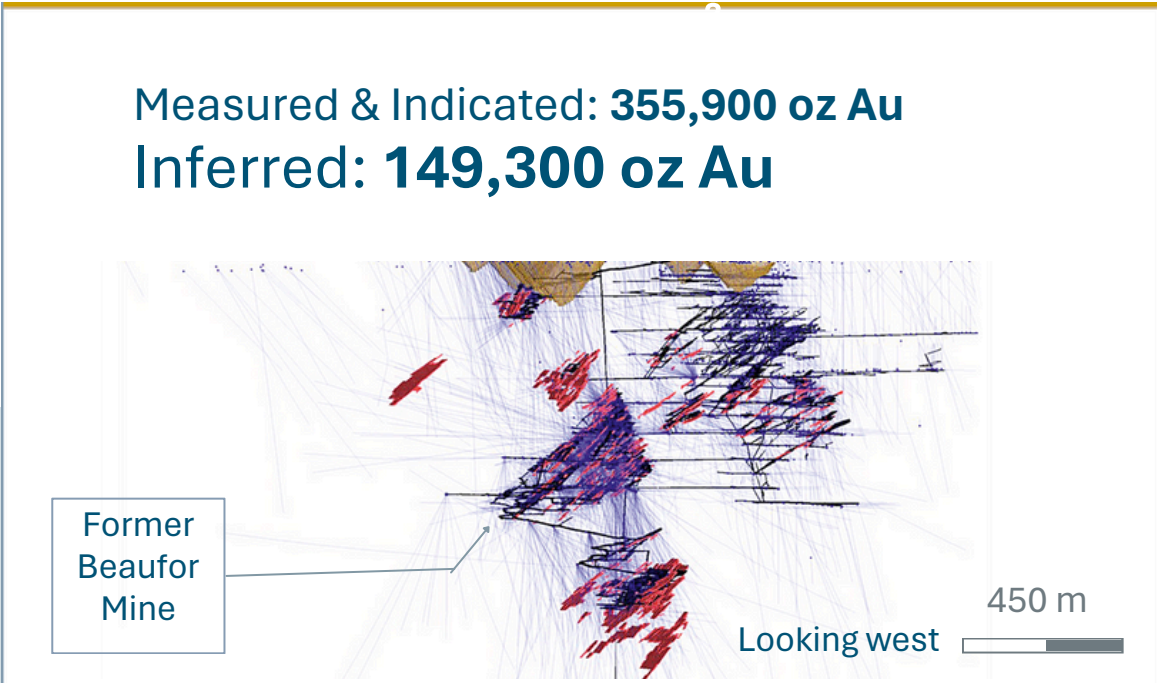 Measured & Indicated: 355,900 oz Au
Inferred: 149,300 oz Au
Former
Beaufor
Mine
450 m
Looking west